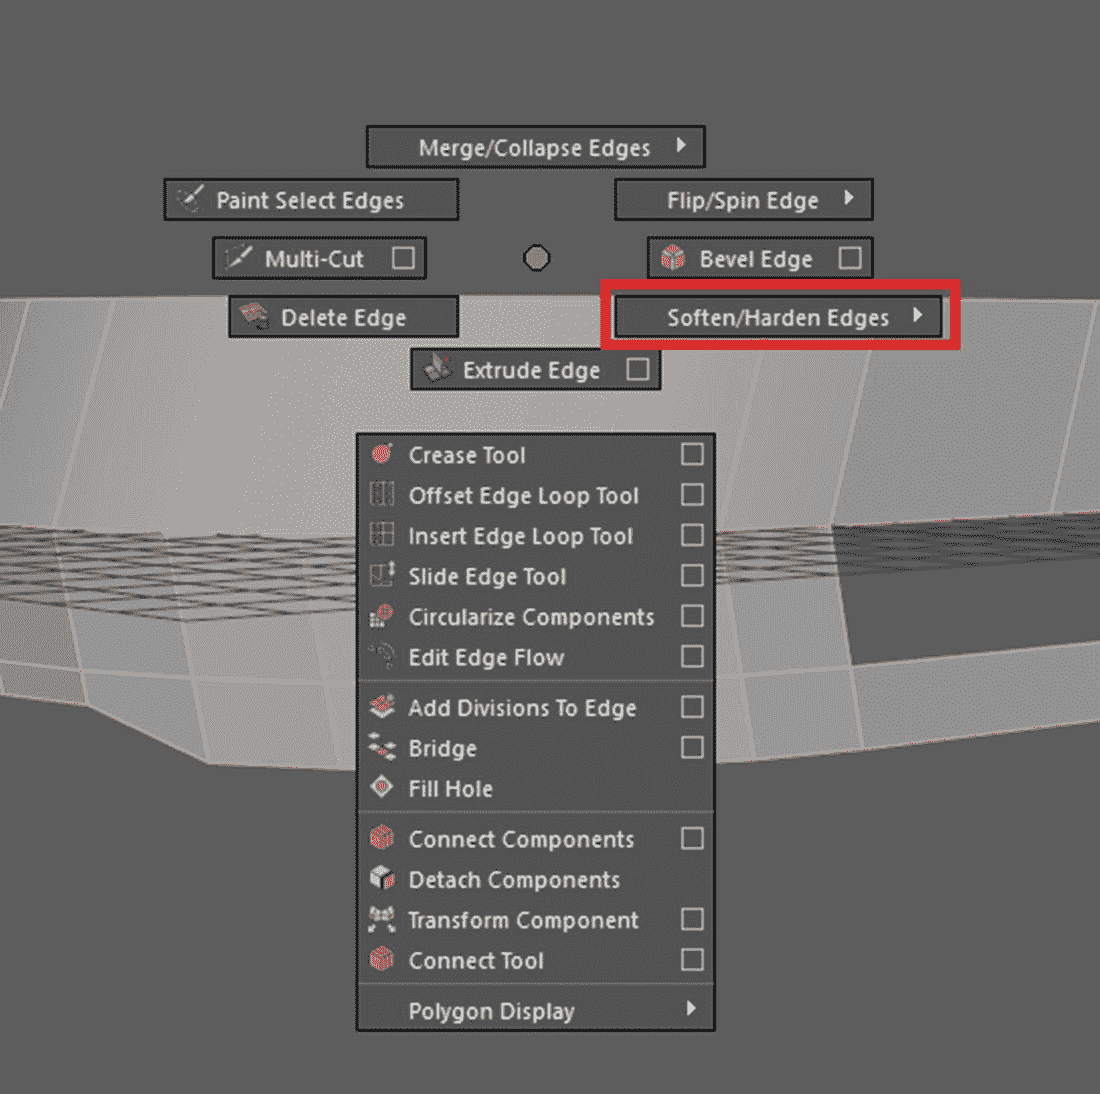 Merge/Collapse Edges
Paint Select Edges
Flip/Spin Edge
Multi-Cut
Bevel Edge
Delete Edge
Soften/Harden Edges
Extrude Edge
Crease Tool
Offset Edge Loop Tool
Insert Edge Loop Tool
Slide Edge Tool
Circularize Components
Edit Edge Flow
Add Divisions To Edge
Bridge
Fill Hole
Connect Components
Detach Components
Transform Component
Connect Tool
Polygon Display